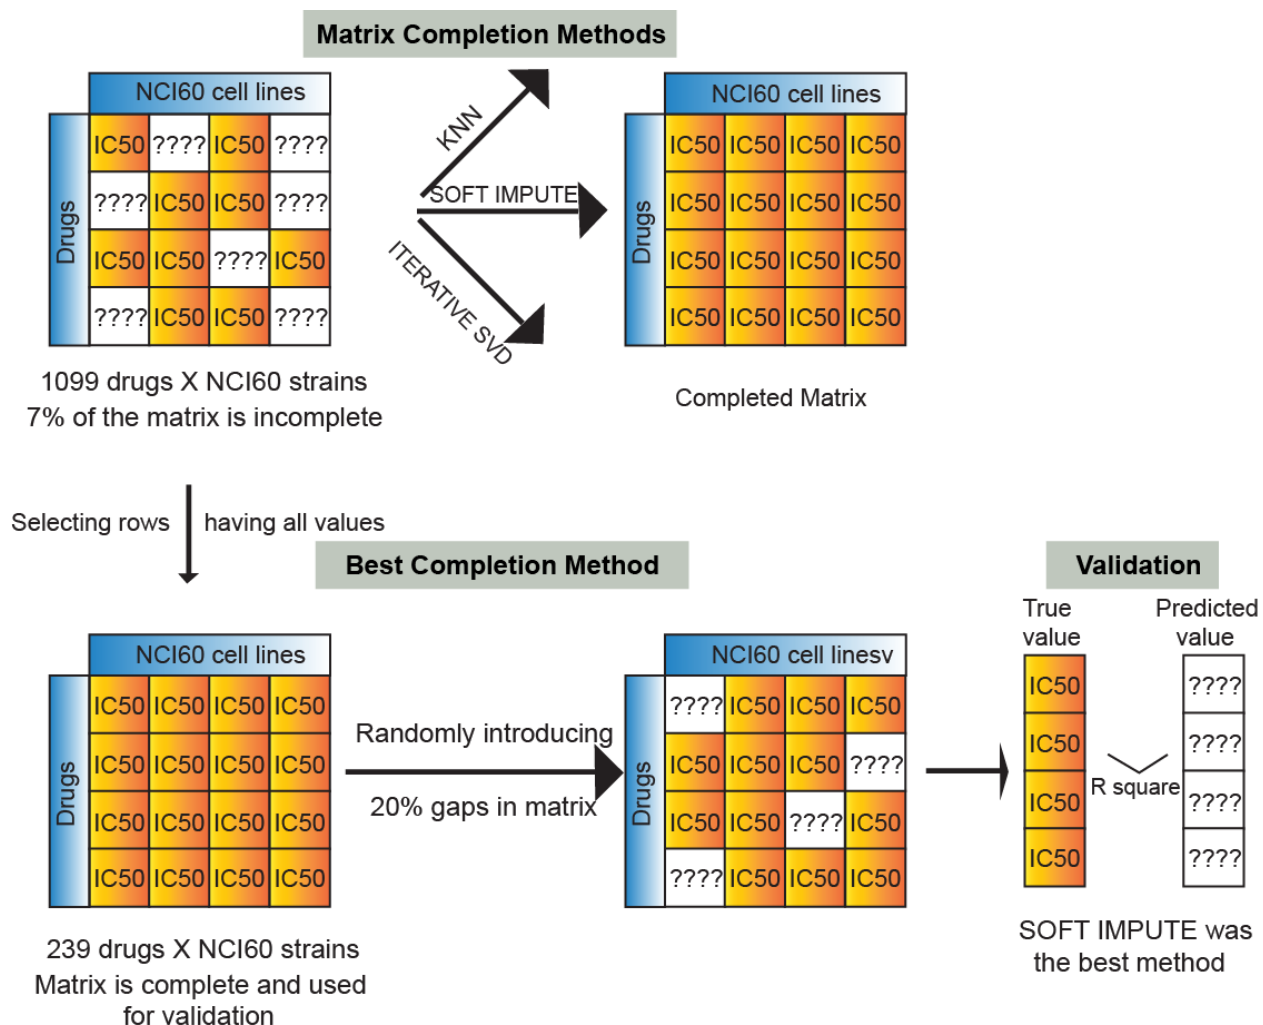 Matrix Completion Methods
NCI60 cell lines
Drugs
IC50 ???? IC50 ????
???? IC50 IC50 ????
IC50 IC50 ???? IC50
???? IC50 IC50 ????
1099 drugs X NCI60 strains
7% of the matrix is incomplete
KNN
SOFT IMPUTE
ITERATIVE SVD
NCI60 cell lines
Drugs
IC50 IC50 IC50 IC50
IC50 IC50 IC50 IC50
IC50 IC50 IC50 IC50
IC50 IC50 IC50 IC50
Completed Matrix
Selecting rows having all values
Best Completion Method
NCI60 cell lines
Drugs
IC50 IC50 IC50 IC50
IC50 IC50 IC50 IC50
IC50 IC50 IC50 IC50
IC50 IC50 IC50 IC50
239 drugs X NCI60 strains
Matrix is complete and used
for validation
Randomly introducing
20% gaps in matrix
NCI60 cell linesv
Drugs
???? IC50 IC50 IC50
IC50 IC50 IC50 ????
IC50 IC50 ???? IC50
???? IC50 IC50 IC50
Validation
True
value
IC50
IC50
IC50
IC50
R square
Predicted
value
????
????
????
????
SOFT IMPUTE was
the best method